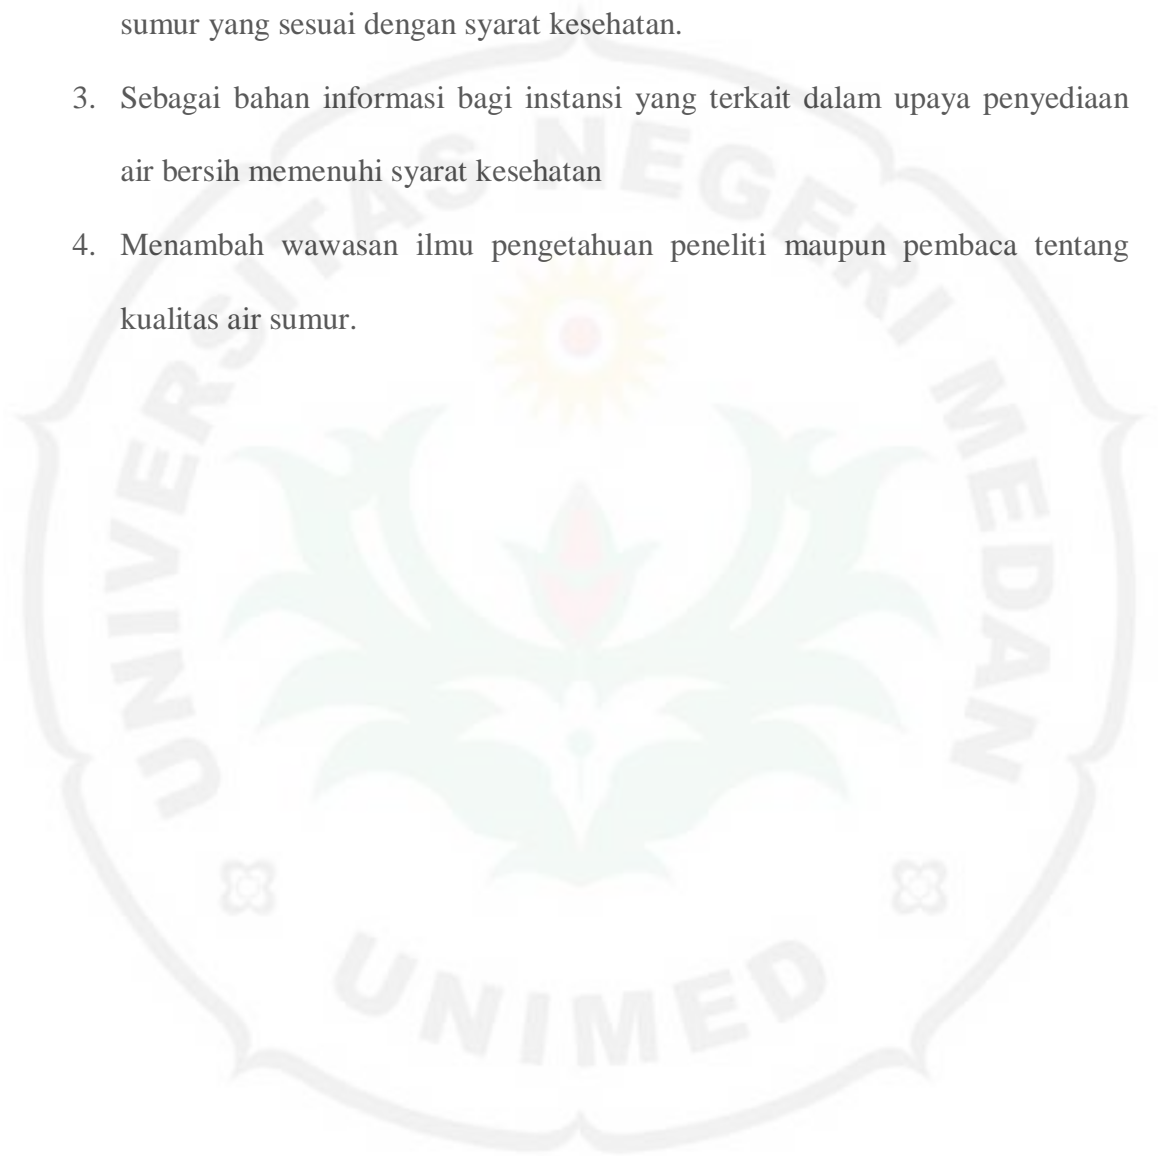 sumur yang sesuai dengan syarat kesehatan.
3. Sebagai bahan informasi bagi instansi yang terkait dalam upaya penyediaan
air bersih memenuhi syarat kesehatan
4. Menambah wawasan ilmu pengetahuan peneliti maupun pembaca tentang
kualitas air sumur.
UNIVERSITAS NEGERI MEDAN
UNIMED